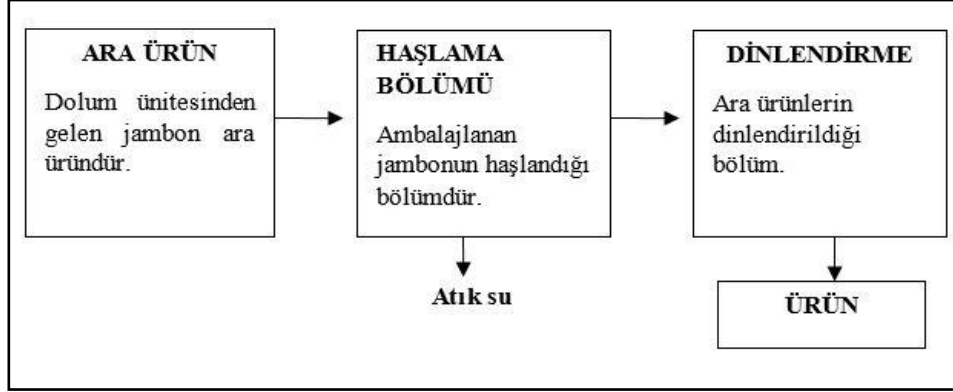 ARA ÜRÜN
Dolum ünitesinden
gelen jambon ara
üründür.
HAŞLAMA
BÖLÜMÜ
Ambalajlanan
jambonun haşlandığı
bölümdür.
Atık su
DİNLENDİRME
Ara ürünlerin
dinlendirildiği
bölüm.
ÜRÜN